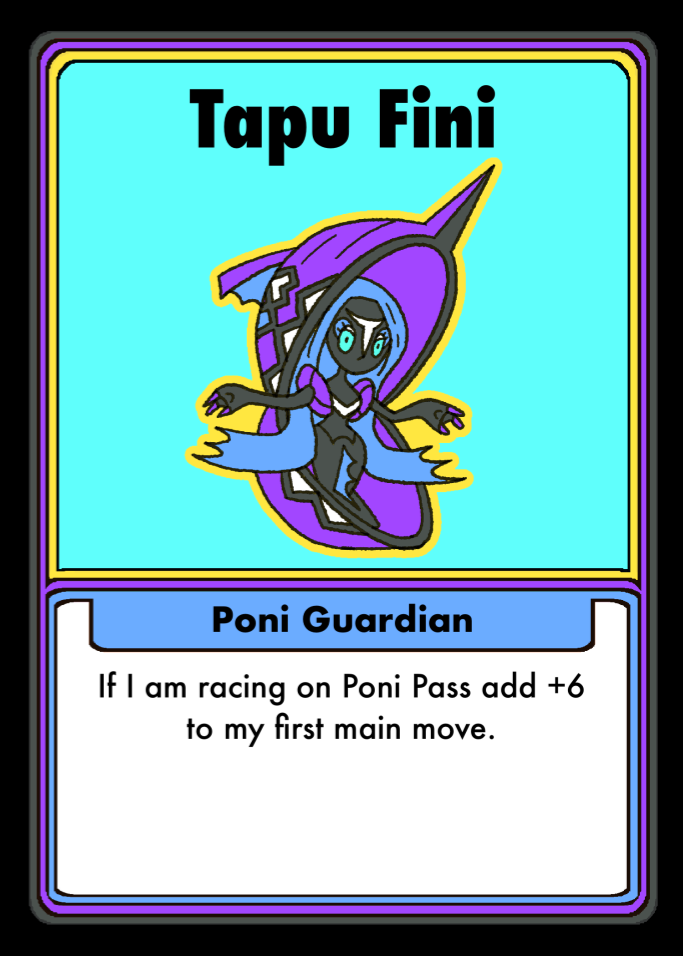 Tapu Fini
Poni Guardian
If I am racing on Poni Pass add +6
to my first main move.